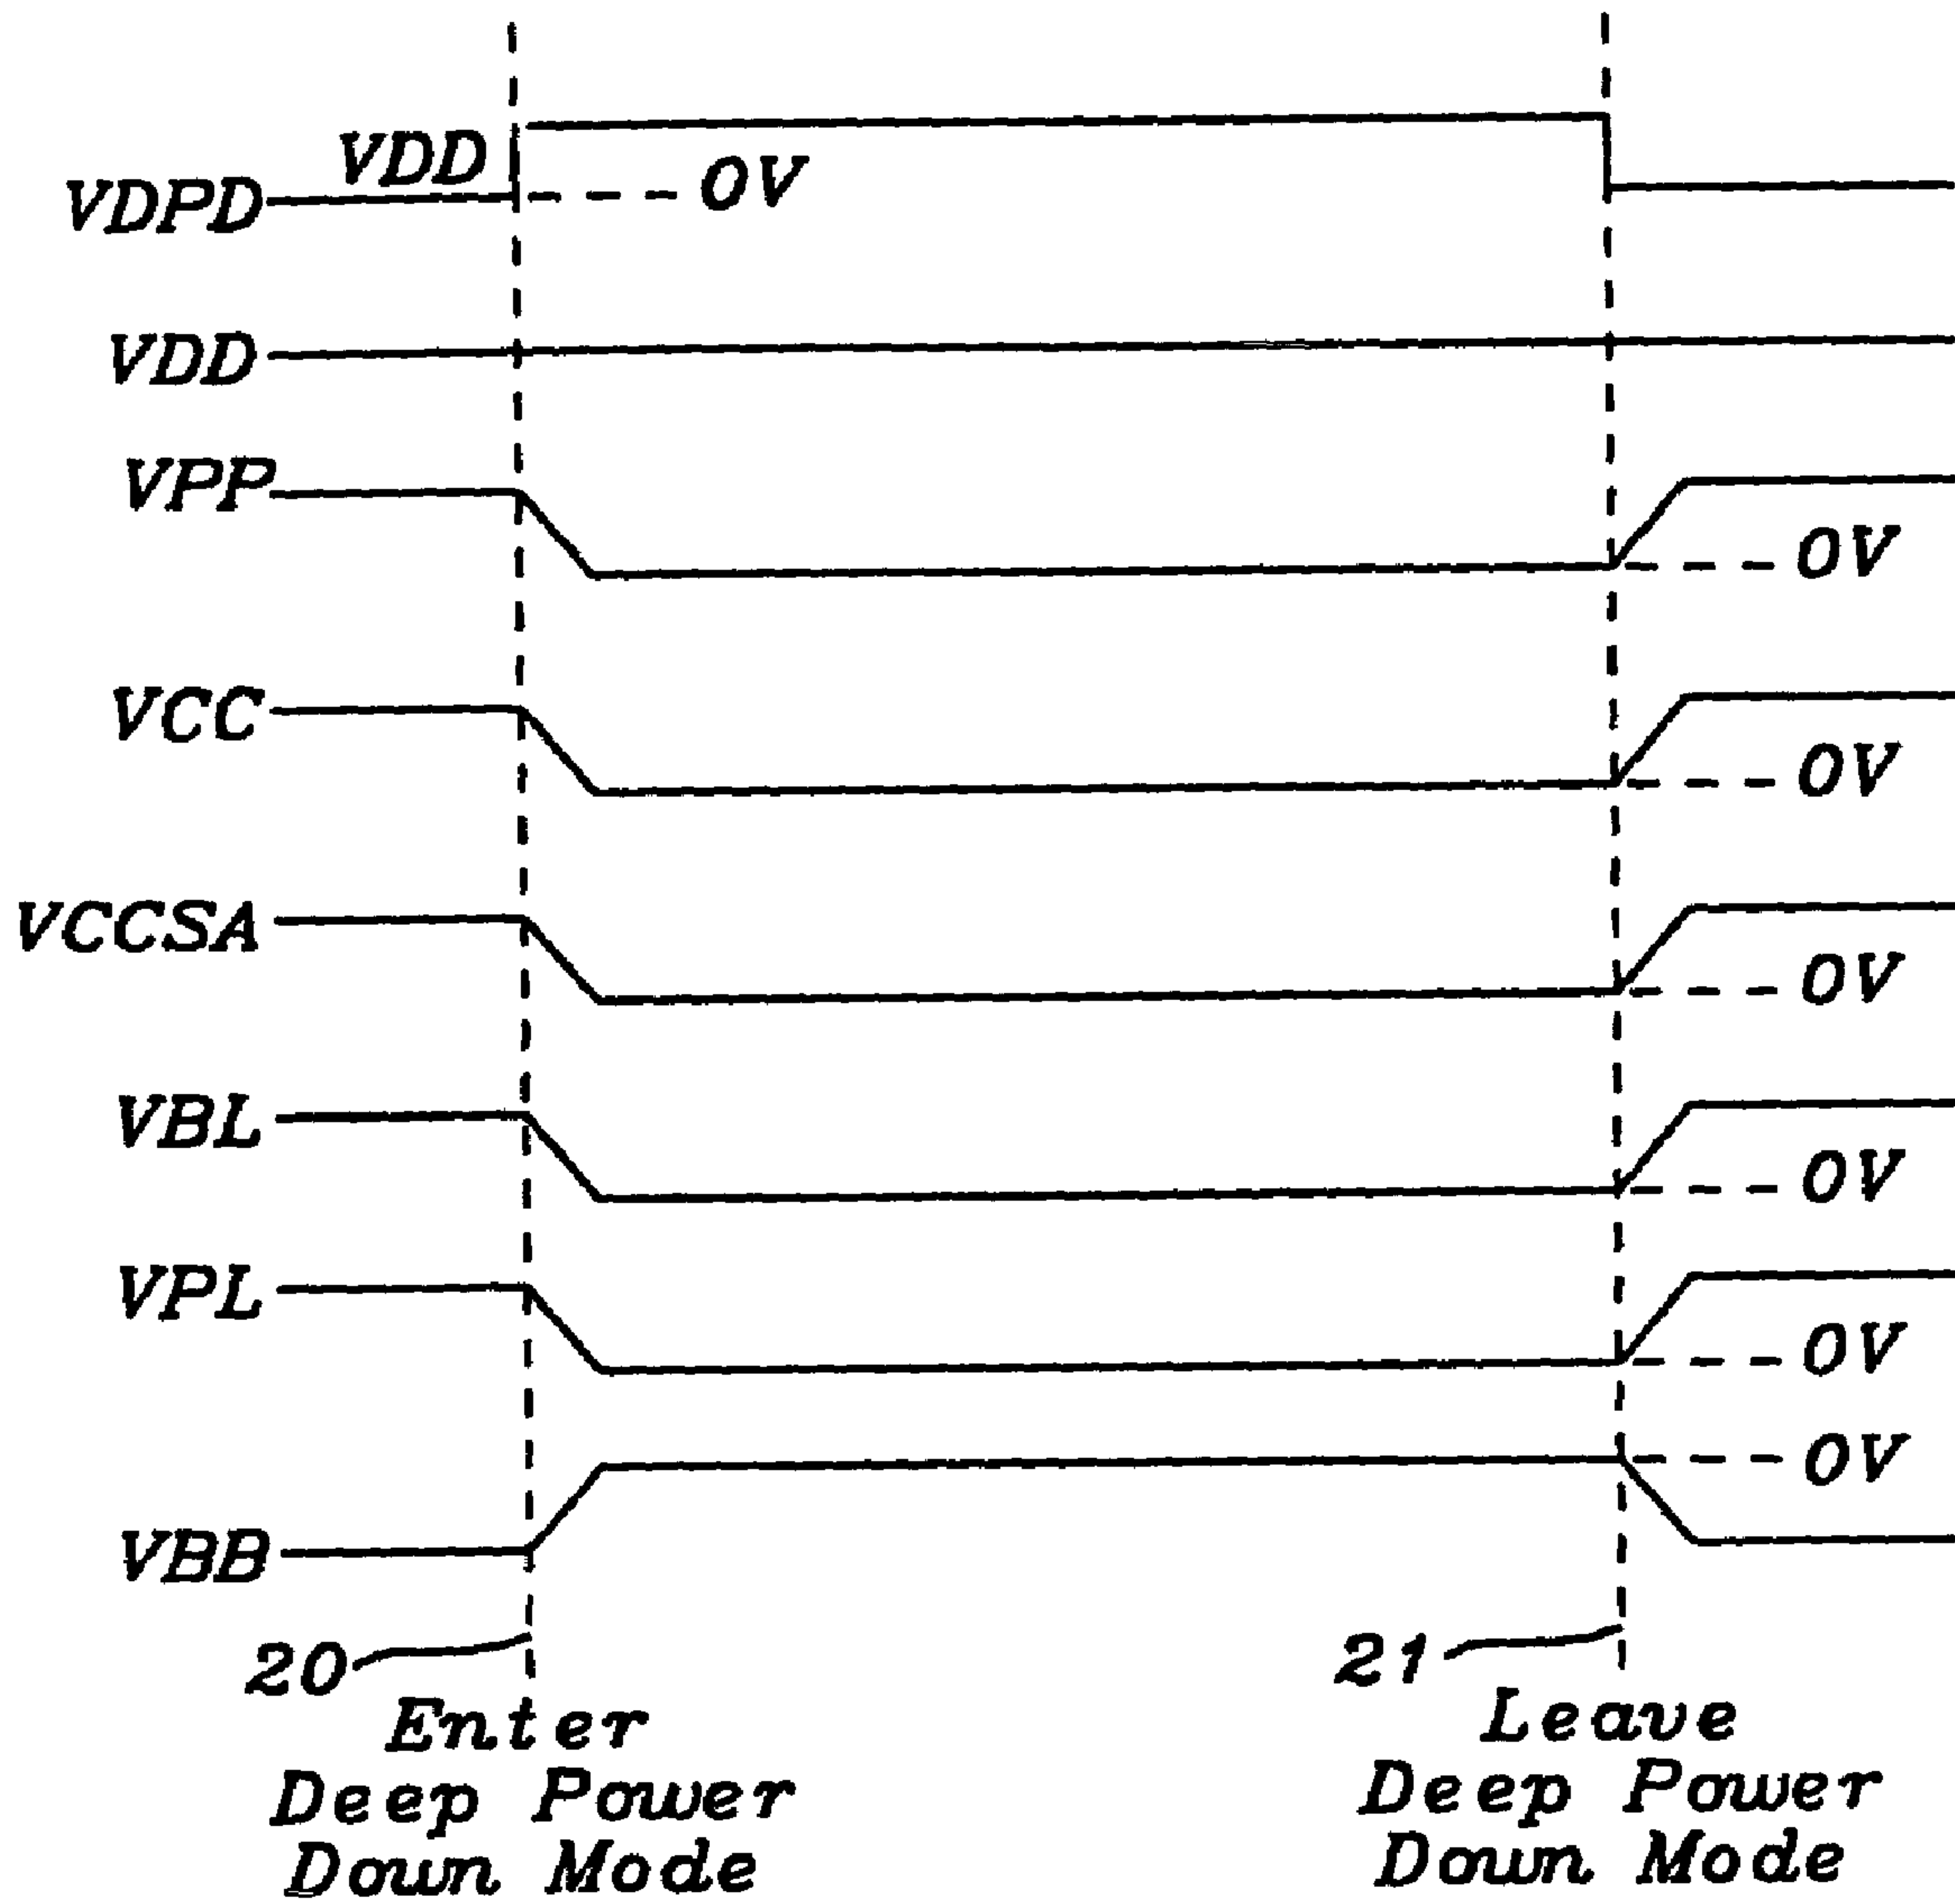 VDD
VDPD
0V
VDD
VPP
0V
VCC
0V
VCCSA
0V
VBL
0V
VPL
0V
0V
VBB
20
21
Enter
Deep Power
Down Mode
Leave
Deep Power
Down Mode